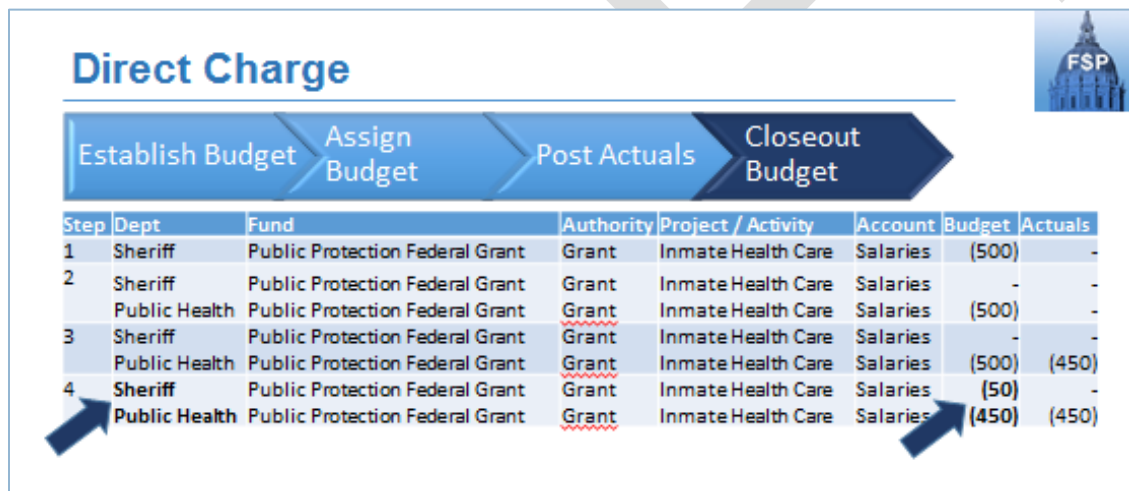 Direct Charge
FSP
Establish Budget
Assign
Budget
Post Actuals
Closeout
Budget
Step Dept Fund Authority Project / Activity Account Budget Actuals
1 Sheriff Public Protection Federal Grant Grant Inmate Health Care Salaries (500) -
2 Sheriff Public Protection Federal Grant Grant Inmate Health Care Salaries - -
Public Health Public Protection Federal Grant Grant Inmate Health Care Salaries (500) -
3 Sheriff Public Protection Federal Grant Grant Inmate Health Care Salaries - -
Public Health Public Protection Federal Grant Grant Inmate Health Care Salaries (500) (450)
4 Sheriff Public Protection Federal Grant Grant Inmate Health Care Salaries (50) -
Public Health Public Protection Federal Grant Grant Inmate Health Care Salaries (450) (450)